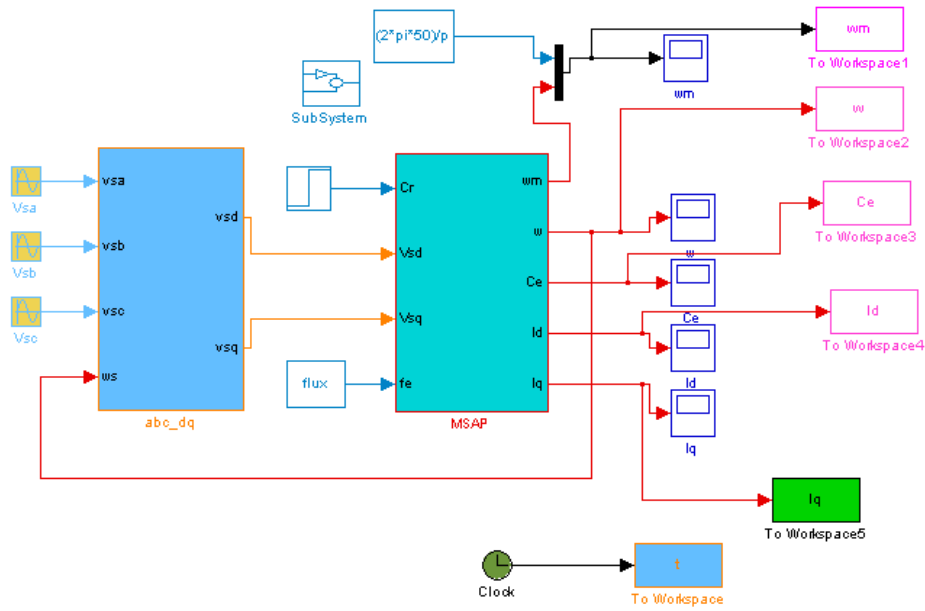 (2*pi*50)/p
wm
To Workspace1
wm
SubSystem
w
To Workspace2
Vsa
vsa
vsd
Cr
wm
Ce
To Workspace3
Vsb
vsb
Vsd
w
w
Vsc
vsc
vsq
Vsq
Ce
Ce
Id
To Workspace4
ws
flux
fe
Id
Id
Iq
Iq
abc_dq
MSAP
Iq
To Workspace5
Clock
t
To Workspace